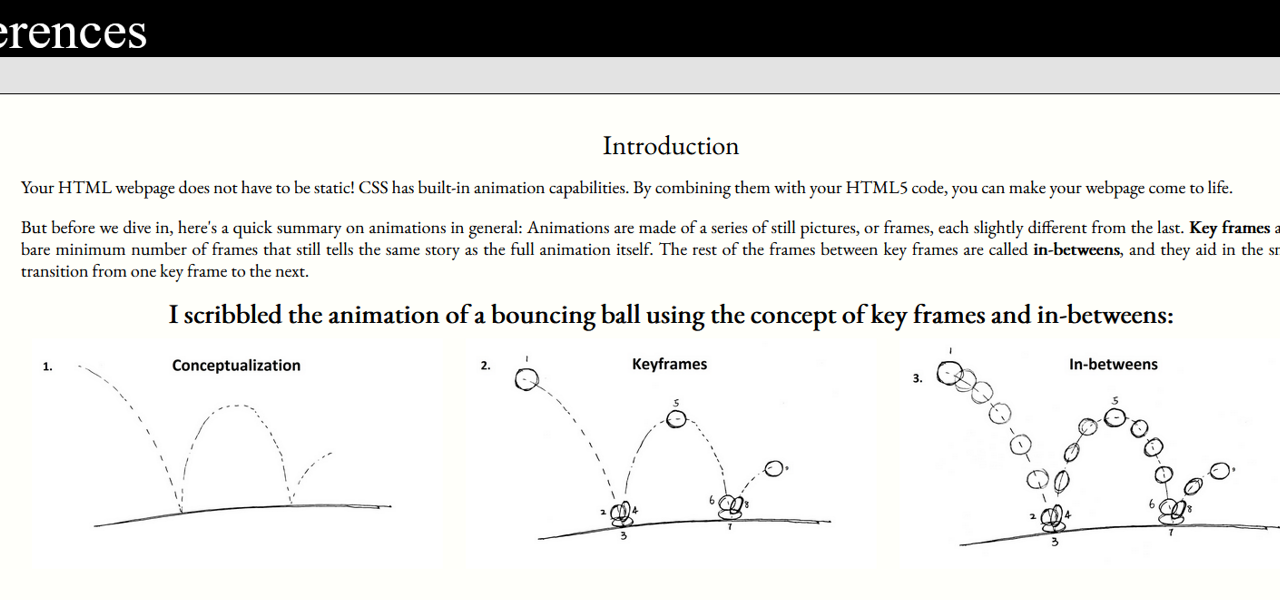 erences
Introduction
Your HTML webpage does not have to be static! CSS has built-in animation capabilities. By combining them with your HTML5 code, you can make your webpage come to life.
But before we dive in, here's a quick summary on animations in general: Animations are made of a series of still pictures, or frames, each slightly different from the last. Key frames a
bare minimum number of frames that still tells the same story as the full animation itself. The rest of the frames between key frames are called in-betweens, and they aid in the sm
transition from one key frame to the next.
I scribbled the animation of a bouncing ball using the concept of key frames and in-betweens:
1. Conceptualization
2. Keyframes
1
5
6 8
2 4
7
3
3. In-betweens
1
5
6 8
2 4
7
3